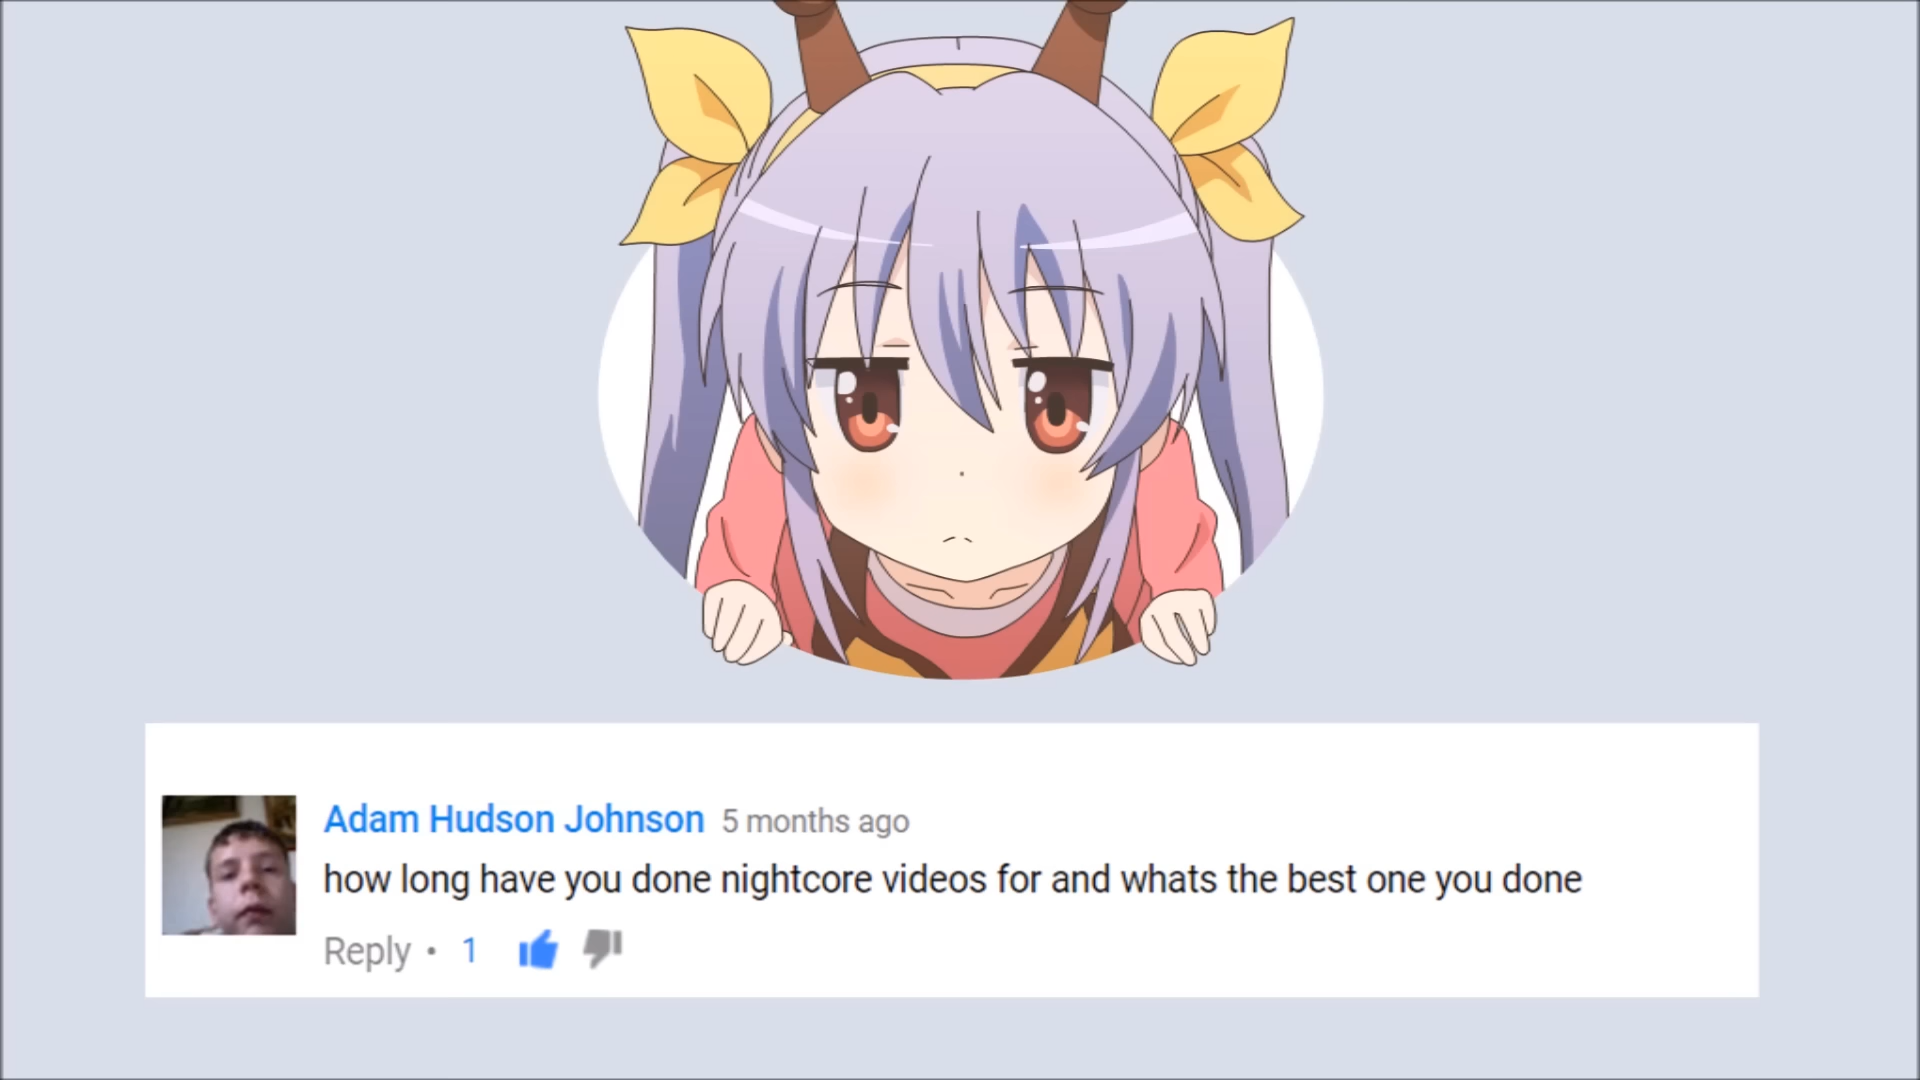 Adam Hudson Johnson 5 months ago
how long have you done nightcore videos for and whats the best one you done
Reply • 1